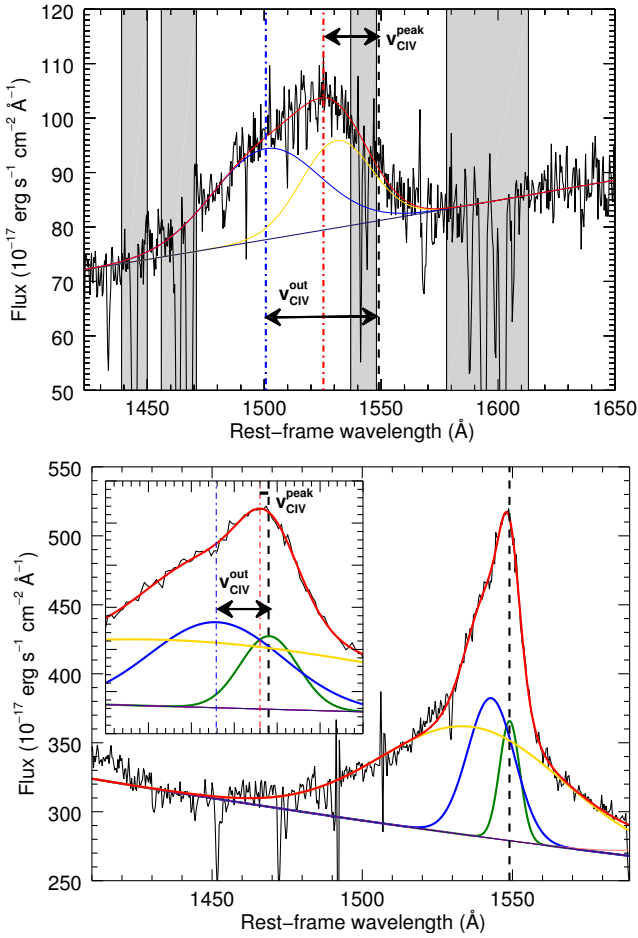 v_CIV^peak
120
110
100
90
80
70
60
50
Flux (10^−17 erg s^−1 cm^−2 Å^−1)
v_CIV^out
1450 1500 1550 1600 1650
Rest−frame wavelength (Å)
550
500
450
400
350
300
250
Flux (10^−17 erg s^−1 cm^−2 Å^−1)
v_CIV^peak
v_CIV^out
1450 1500 1550
Rest−frame wavelength (Å)